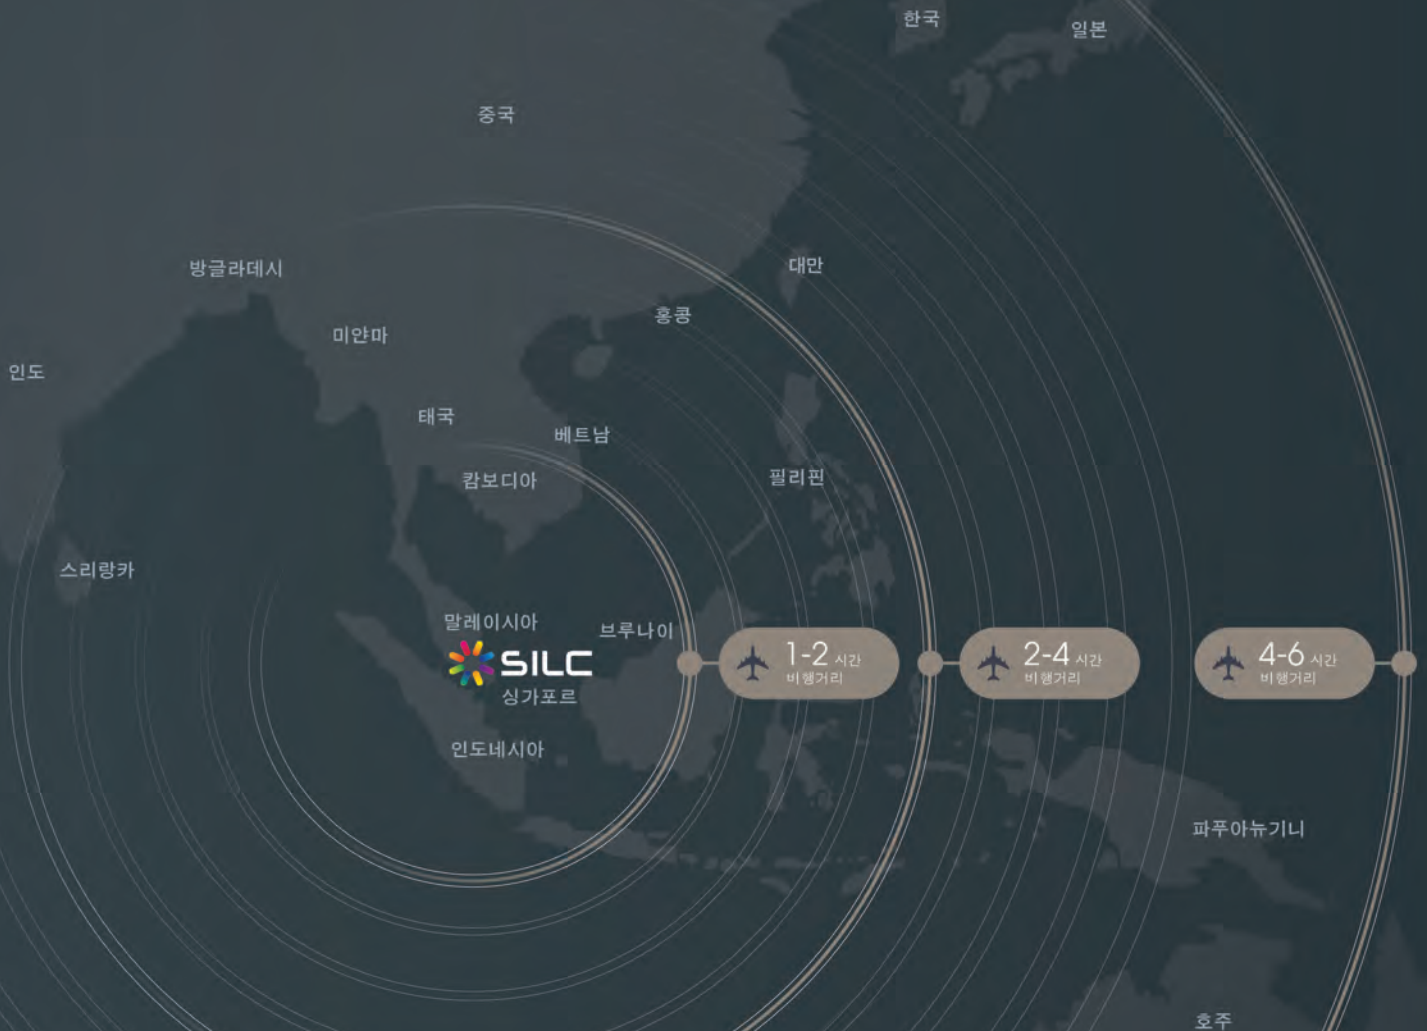 한국
일본
중국
방글라데시
대만
홍콩
미얀마
인도
태국
베트남
캄보디아
필리핀
스리랑카
말레이시아
브루나이
SILC
싱가포르
1-2 시간
비행거리
2-4 시간
비행거리
4-6 시간
비행거리
인도네시아
파푸아뉴기니
호주